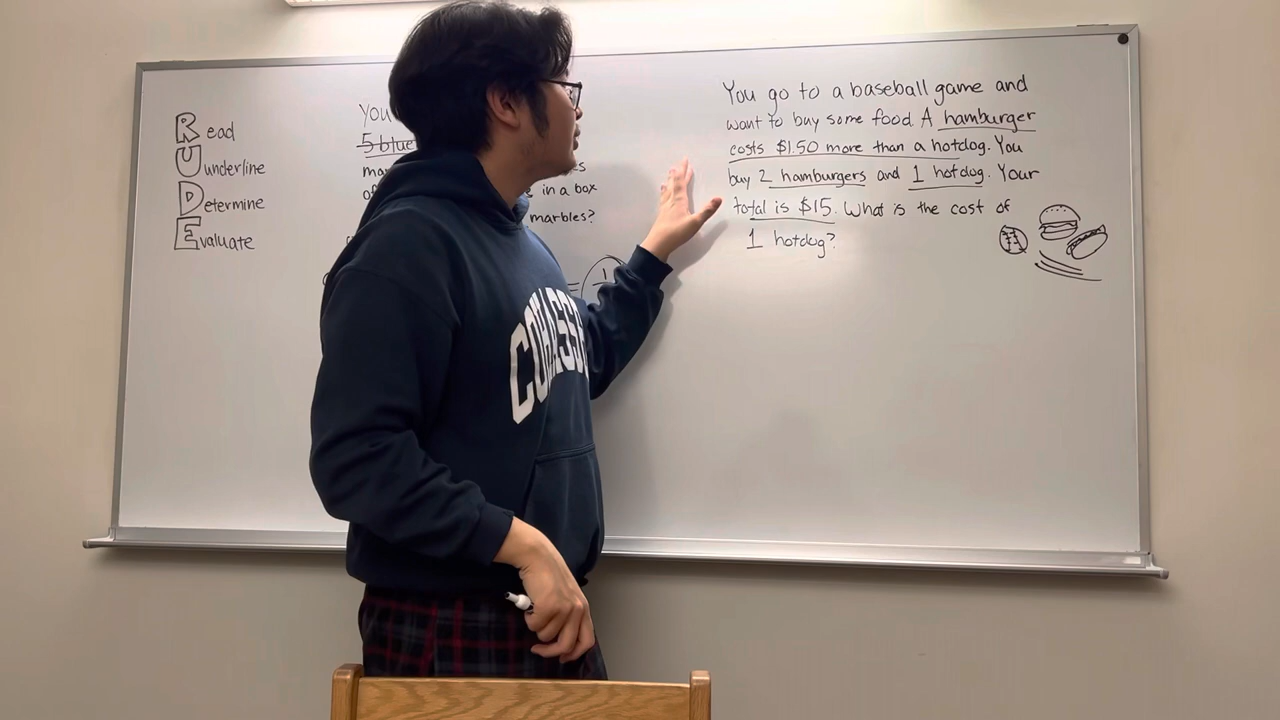 Read
Uunderline
Determine
Evaluate
You
5 blue
in a box
marbles?
=
COHASSE
You go to a baseball game and
want to buy some food. A hamburger
costs $1.50 more than a hotdog. You
buy 2 hamburgers and 1 hotdog. Your
total is $15. What is the cost of
1 hotdog?